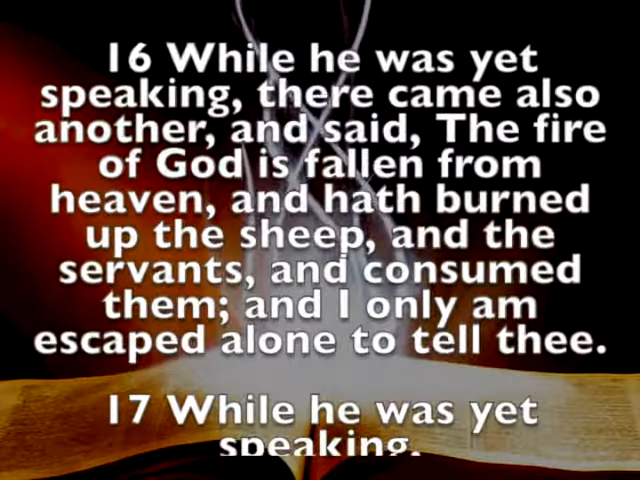 16 While he was yet
speaking, there came also
another, and said, The fire
of God is fallen from
heaven, and hath burned
up the sheep, and the
servants, and consumed
them; and I only am
escaped alone to tell thee.
17 While he was yet
speaking,